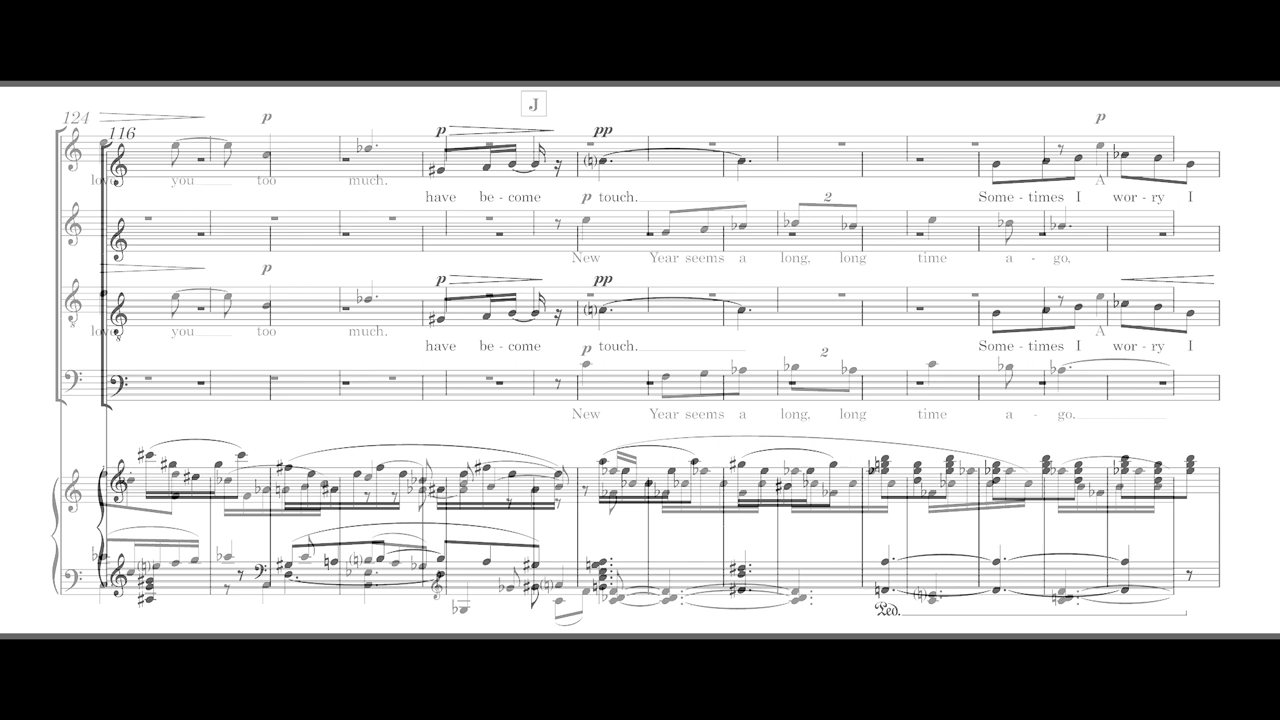 J
124 p
116 p pp p
love you too much. A
have be - come p touch. Some - times I wor - ry I
2
New Year seems a long, long time a - go,
p
p pp
love you too much. A
have be - come touch. Some - times I wor - ry I
p 2
New Year seems a long, long time a - go.
Ped.